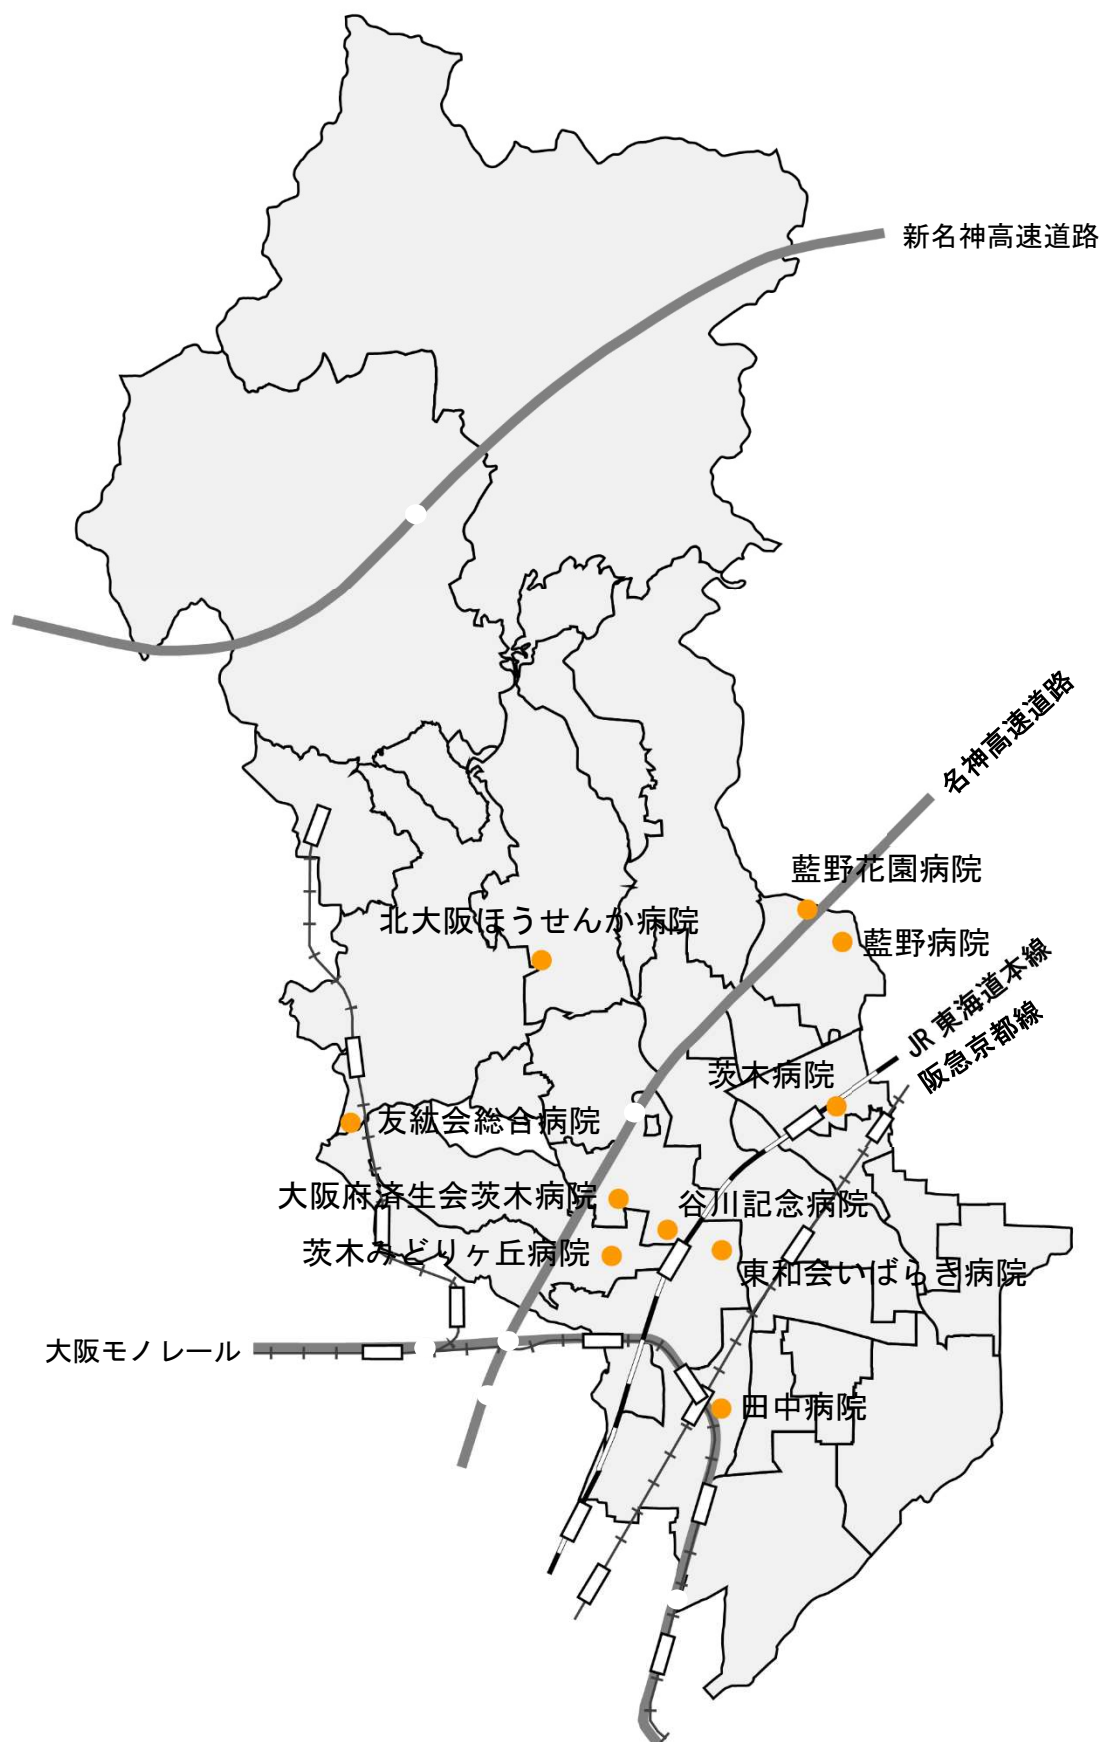 新名神高速道路
名神高速道路
藍野花園病院
北大阪ほうせんか病院
藍野病院
JR 東海道本線
阪急京都線
茨木病院
友紘会総合病院
大阪府済生会茨木病院
谷川記念病院
茨木みどりヶ丘病院
東和会いばらき病院
大阪モノレール
田中病院